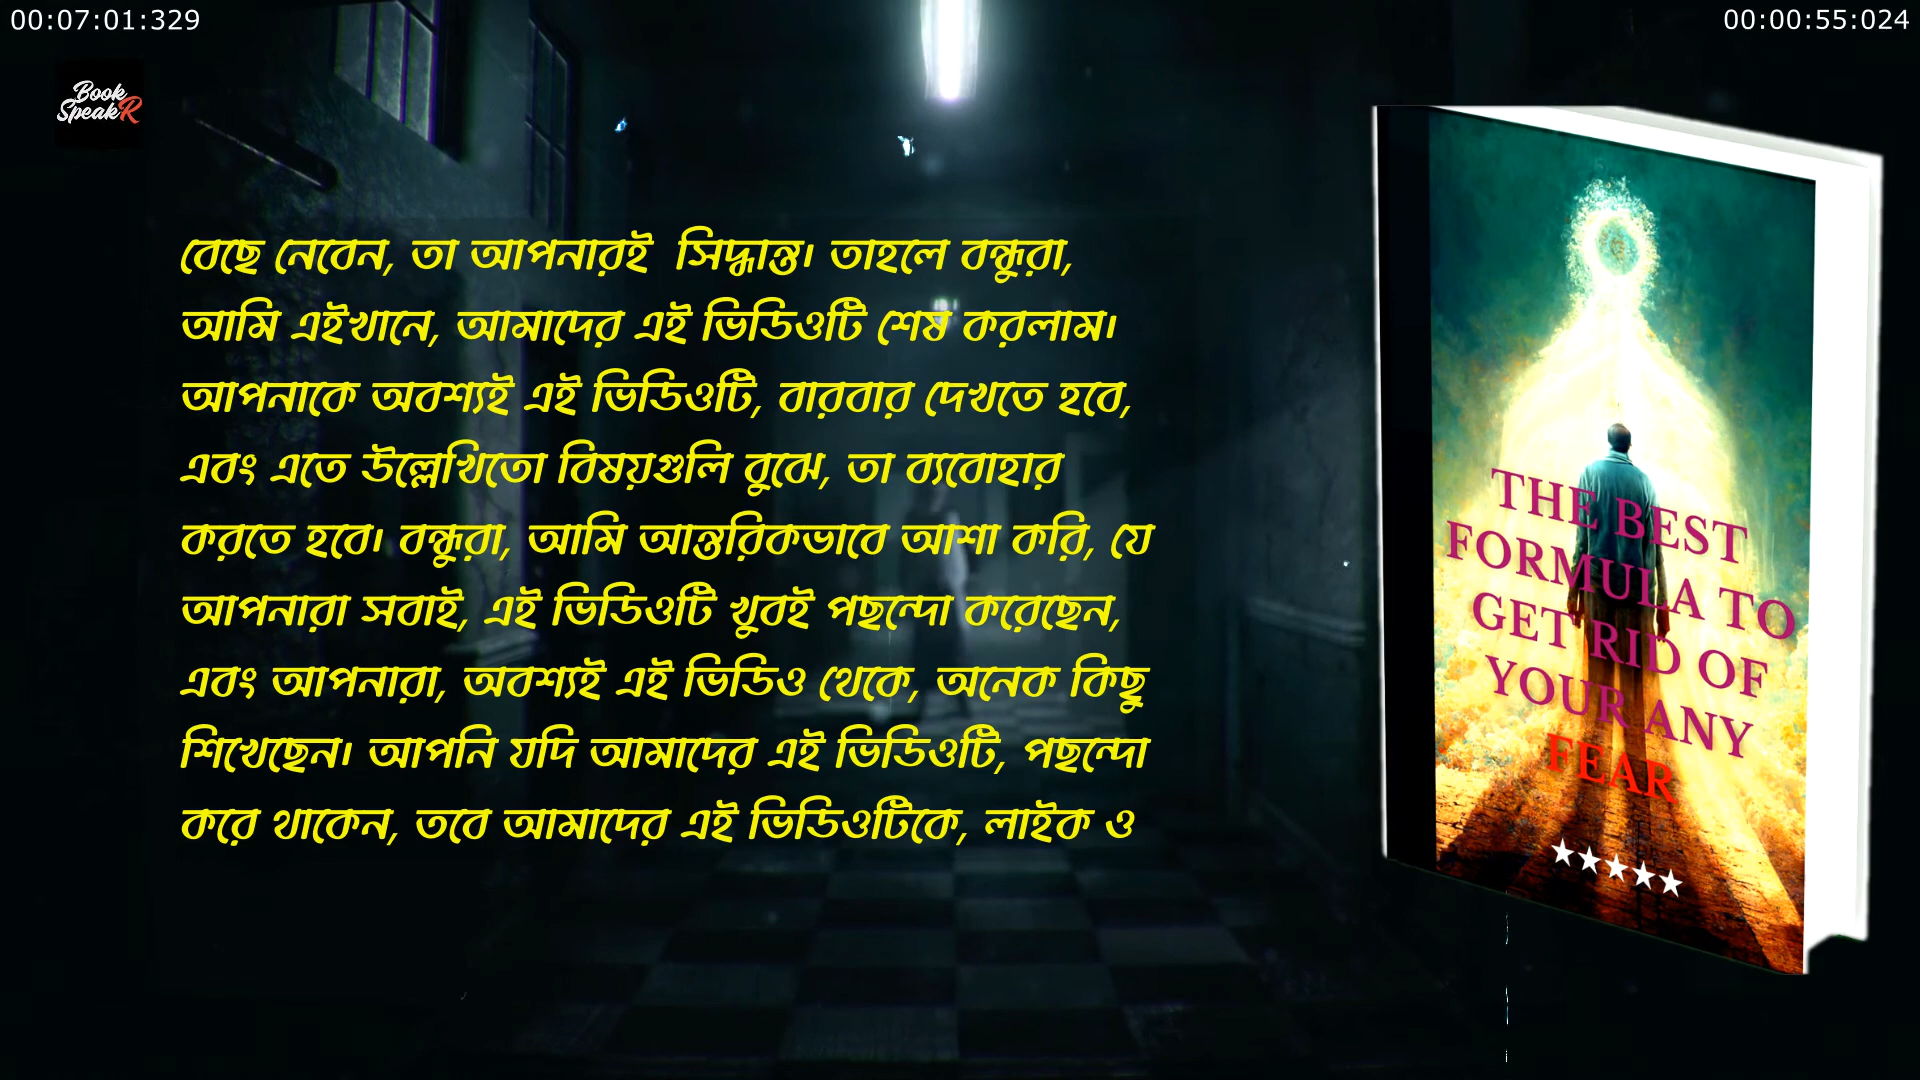 00:07:01:329
00:00:55:024
Book
SpeakR
বেছে নেবেন, তা আপনারই  সিদ্ধান্ত। তাহলে বন্ধুরা,
আমি এইখানে, আমাদের এই ভিডিওটি শেষ করলাম।
আপনাকে অবশ্যই এই ভিডিওটি, বারবার দেখতে হবে,
এবং এতে উল্লেখিতো বিষয়গুলি বুঝে, তা ব্যবোহার
করতে হবে। বন্ধুরা, আমি আন্তরিকভাবে আশা করি, যে
আপনারা সবাই, এই ভিডিওটি খুবই পছন্দো করেছেন,
এবং আপনারা, অবশ্যই এই ভিডিও থেকে, অনেক কিছু
শিখেছেন। আপনি যদি আমাদের এই ভিডিওটি, পছন্দো
করে থাকেন, তবে আমাদের এই ভিডিওটিকে, লাইক ও
THE BEST
FORMULA TO
GET RID OF
YOUR ANY
FEAR